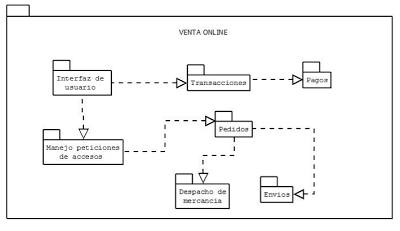 VENTA ONLINE
Interfaz de
usuario
Transacciones
Pagos
Manejo peticiones
de accesos
Pedidos
Despacho de
mercancia
Envios